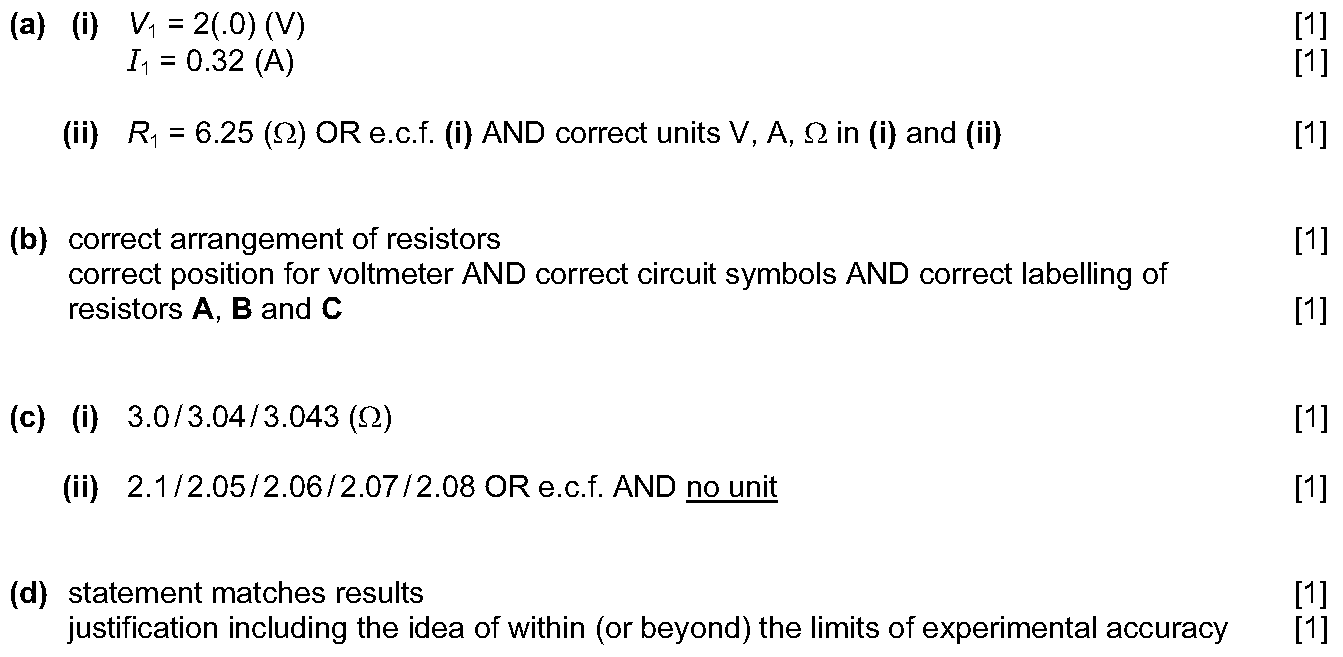 (a) (i) V1 = 2(.0) (V) [1]
I1 = 0.32 (A) [1]
(ii) R1 = 6.25 (Ω) OR e.c.f. (i) AND correct units V, A, Ω in (i) and (ii) [1]
(b) correct arrangement of resistors [1]
correct position for voltmeter AND correct circuit symbols AND correct labelling of
resistors A, B and C [1]
(c) (i) 3.0/3.04/3.043 (Ω) [1]
(ii) 2.1/2.05/2.06/2.07/2.08 OR e.c.f. AND no unit [1]
(d) statement matches results [1]
justification including the idea of within (or beyond) the limits of experimental accuracy [1]